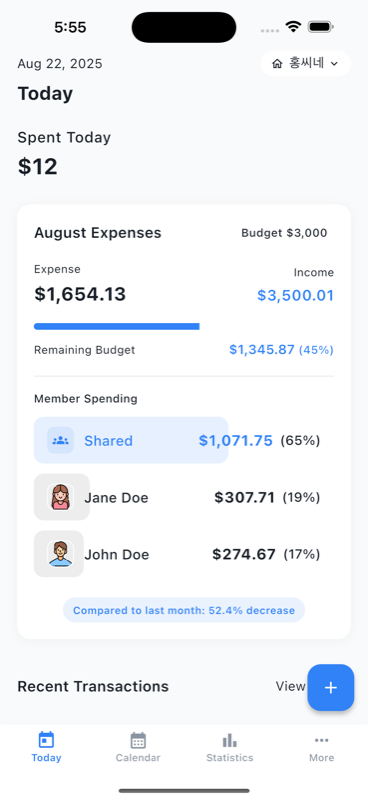 5:55
Aug 22, 2025
홍씨네
Today
Spent Today
$12
August Expenses
Budget $3,000
Expense
Income
$1,654.13
$3,500.01
Remaining Budget
$1,345.87 (45%)
Member Spending
Shared
$1,071.75 (65%)
Jane Doe
$307.71 (19%)
John Doe
$274.67 (17%)
Compared to last month: 52.4% decrease
Recent Transactions
View
Today
Calendar
Statistics
More